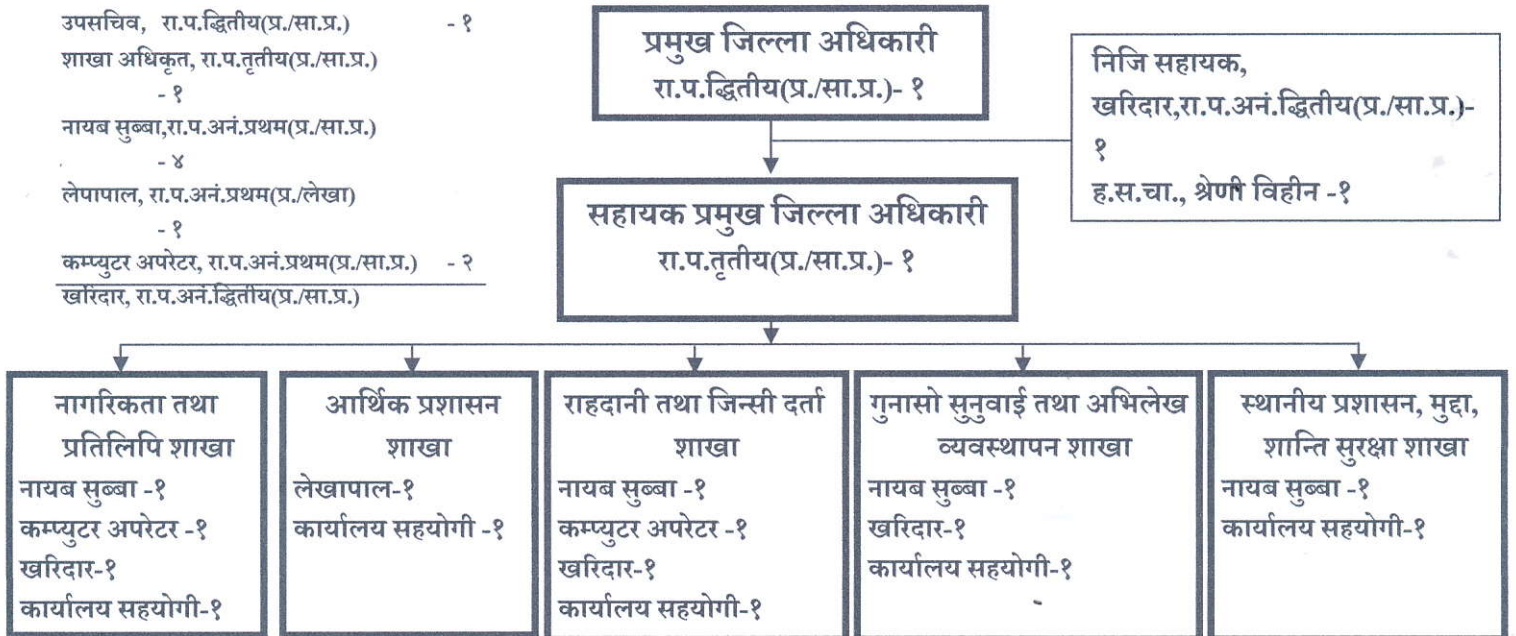 उपसचिव, रा.प.द्धितीय(प्र./सा.प्र.) - १
शाखा अधिकृत, रा.प.तृतीय(प्र./सा.प्र.)
- १
नायब सुब्बा,रा.प.अनं.प्रथम(प्र./सा.प्र.)
- ४
लेपापाल, रा.प.अनं.प्रथम(प्र./लेखा)
- १
कम्प्युटर अपरेटर, रा.प.अनं.प्रथम(प्र./सा.प्र.) - २
खरिदार, रा.प.अनं.द्धितीय(प्र./सा.प्र.)
प्रमुख जिल्ला अधिकारी
रा.प.द्धितीय(प्र./सा.प्र.)- १
निजि सहायक,
खरिदार,रा.प.अनं.द्धितीय(प्र./सा.प्र.)-
१
ह.स.चा., श्रेणी विहीन -१
सहायक प्रमुख जिल्ला अधिकारी
रा.प.तृतीय(प्र./सा.प्र.)- १
नागरिकता तथा
प्रतिलिपि शाखा
नायब सुब्बा -१
कम्प्युटर अपरेटर -१
खरिदार-१
कार्यालय सहयोगी-१
आर्थिक प्रशासन
शाखा
लेखापाल-१
कार्यालय सहयोगी -१
राहदानी तथा जिन्सी दर्ता
शाखा
नायब सुब्बा -१
कम्प्युटर अपरेटर -१
खरिदार-१
कार्यालय सहयोगी-१
गुनासो सुनुवाई तथा अभिलेख
व्यवस्थापन शाखा
नायब सुब्बा -१
खरिदार-१
कार्यालय सहयोगी-१
स्थानीय प्रशासन, मुद्दा,
शान्ति सुरक्षा शाखा
नायब सुब्बा -१
कार्यालय सहयोगी-१